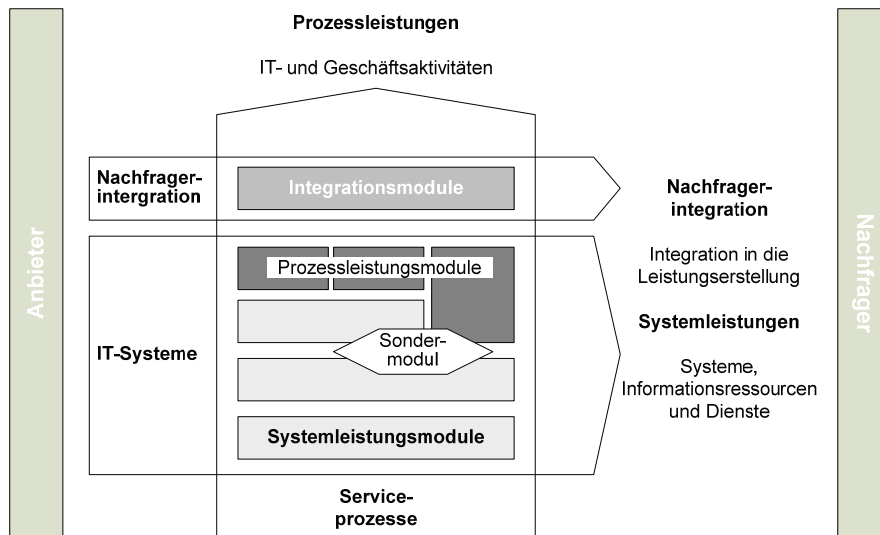 Prozessleistungen
IT- und Geschäftsaktivitäten
Anbieter
Nachfrager-
intergration
Integrationsmodule
Nachfrager-
integration
Integration in die
Leistungserstellung
Systemleistungen
Systeme,
Informationsressourcen
und Dienste
Nachfrager
IT-Systeme
Prozessleistungsmodule
Sonder-
modul
Systemleistungsmodule
Service-
prozesse